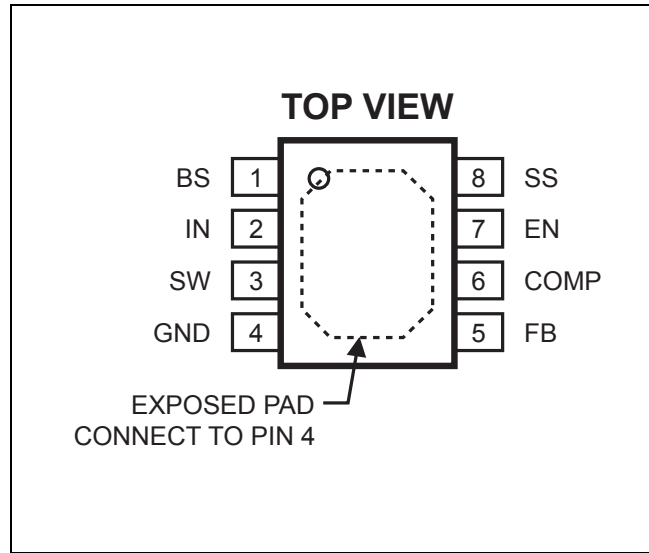 TOP VIEW
BS 1 8 SS
IN 2 7 EN
SW 3 6 COMP
GND 4 5 FB
EXPOSED PAD
CONNECT TO PIN 4